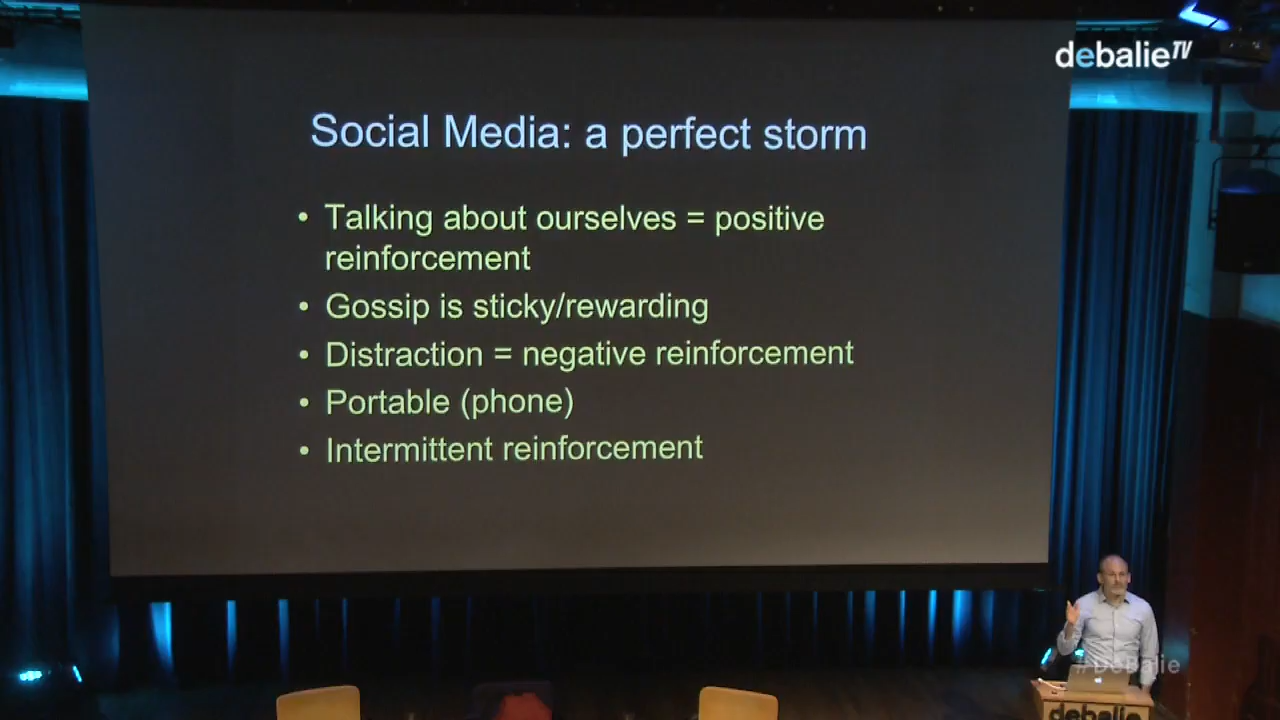 debalieTV
Social Media: a perfect storm
• Talking about ourselves = positive
reinforcement
• Gossip is sticky/rewarding
• Distraction = negative reinforcement
• Portable (phone)
• Intermittent reinforcement
#DeBalie
debalie